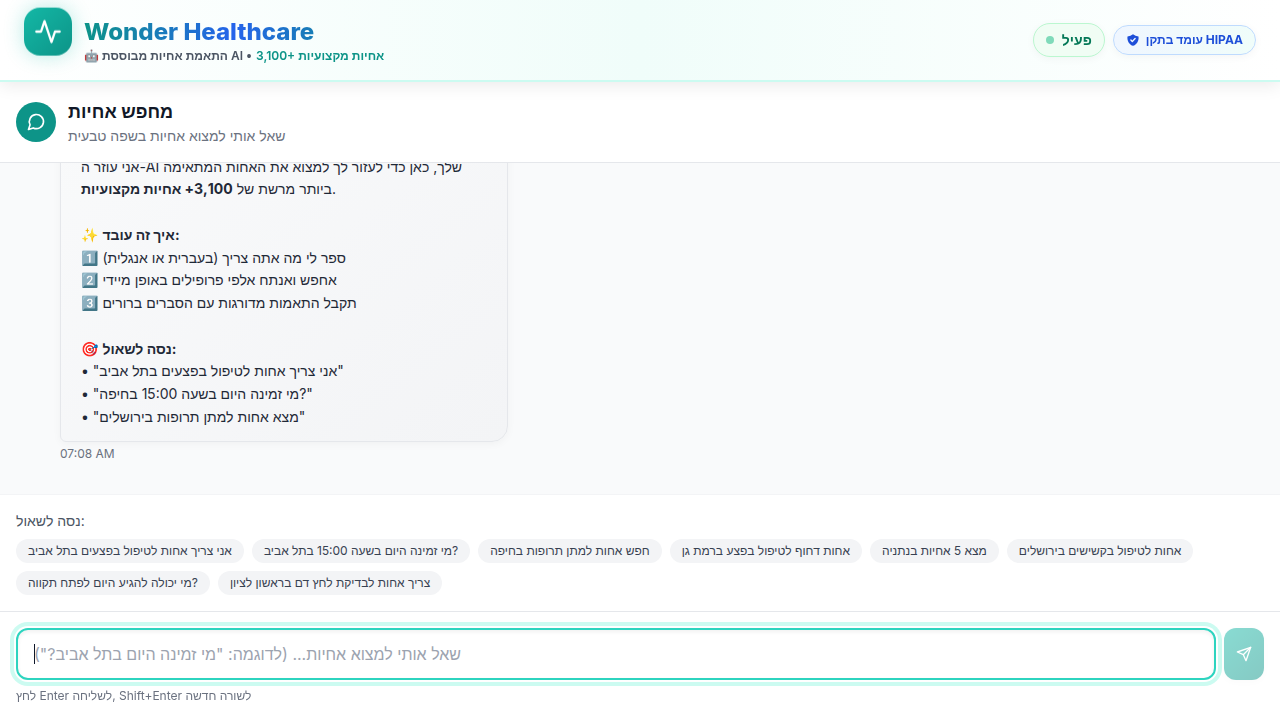 Wonder Healthcare
🤖 התאמת אחיות מבוססת AI • 3,100+ אחיות מקצועיות
פעיל
עומד בתקן HIPAA
מחפש אחיות
שאל אותי למצוא אחיות בשפה טבעית
אני עוזר ה-AI שלך, כאן כדי לעזור לך למצוא את האחות המתאימה
ביותר מרשת של 3,100+ אחיות מקצועיות.
✨ איך זה עובד:
1️⃣ ספר לי מה אתה צריך (בעברית או אנגלית)
2️⃣ אחפש ואנתח אלפי פרופילים באופן מיידי
3️⃣ תקבל התאמות מדורגות עם הסברים ברורים
🎯 נסה לשאול:
• "אני צריך אחות לטיפול בפצעים בתל אביב"
• "מי זמינה היום בשעה 15:00 בחיפה?"
• "מצא אחות למתן תרופות בירושלים"
07:08 AM
נסה לשאול:
אני צריך אחות לטיפול בפצעים בתל אביב
מי זמינה היום בשעה 15:00 בתל אביב?
חפש אחות למתן תרופות בחיפה
אחות דחוף לטיפול בפצע ברמת גן
מצא 5 אחיות בנתניה
אחות לטיפול בקשישים בירושלים
מי יכולה להגיע היום לפתח תקווה?
צריך אחות לבדיקת לחץ דם בראשון לציון
שאל אותי למצוא אחיות... (לדוגמה: "מי זמינה היום בתל אביב?")
לחץ Enter לשליחה, Shift+Enter לשורה חדשה